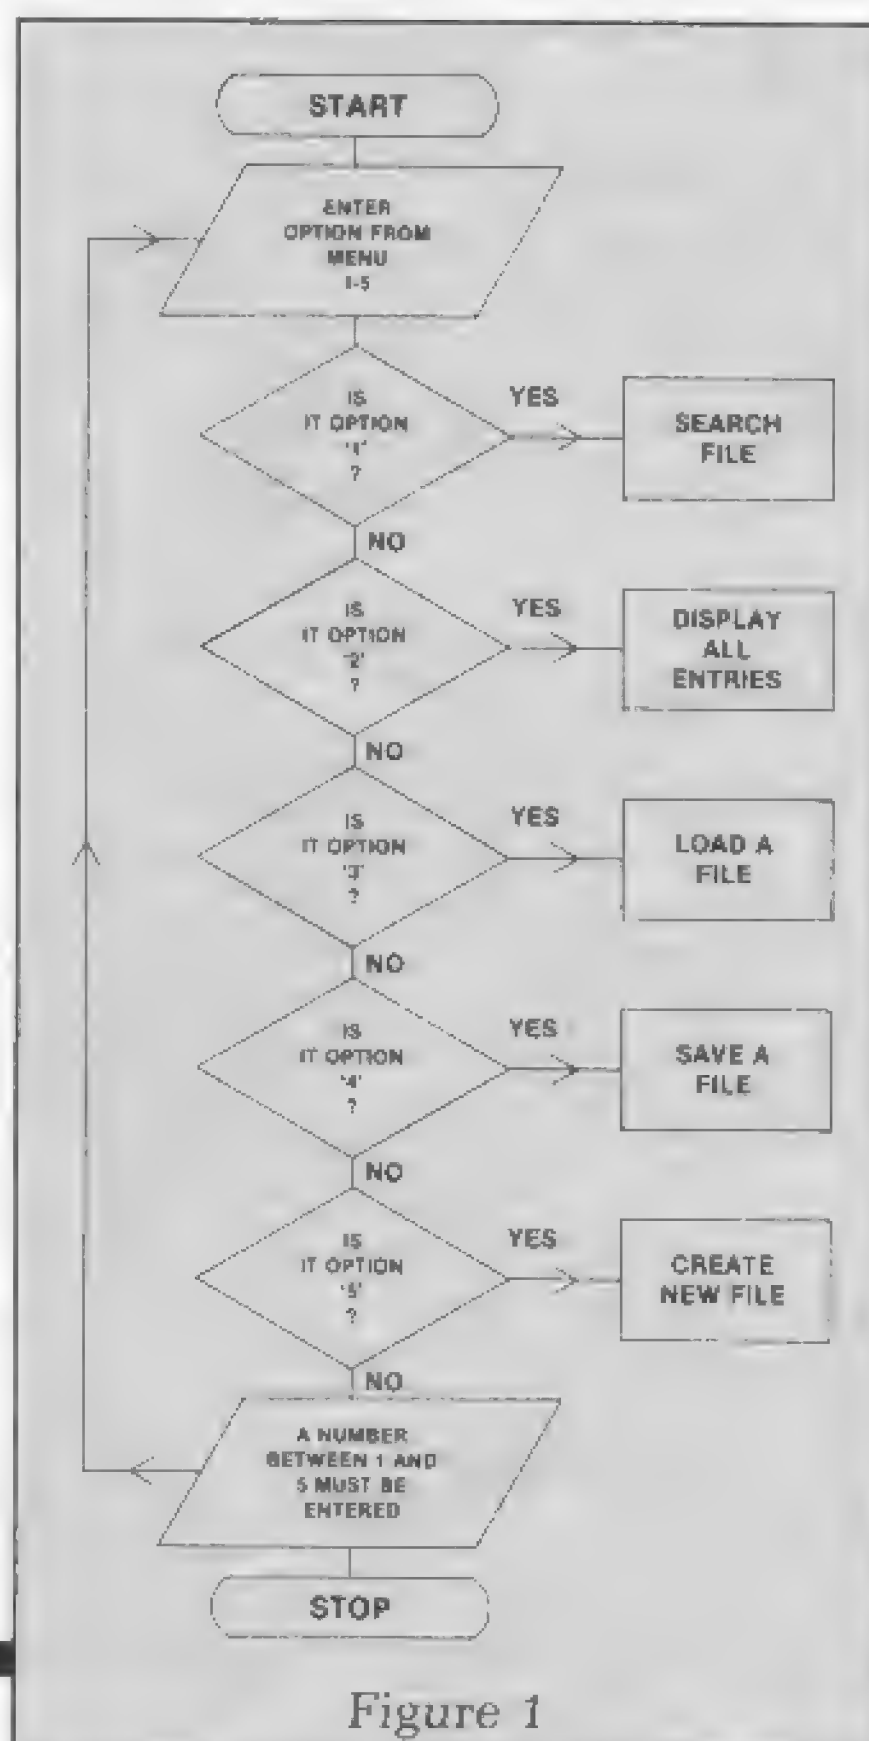 START
ENTER
OPTION FROM
MENU
1-5
IS
IT OPTION
'1'
?
YES
SEARCH
FILE
NO
IS
IT OPTION
'2'
?
YES
DISPLAY
ALL
ENTRIES
NO
IS
IT OPTION
'3'
?
YES
LOAD A
FILE
NO
IS
IT OPTION
'4'
?
YES
SAVE A
FILE
NO
IS
IT OPTION
'5'
?
YES
CREATE
NEW FILE
NO
A NUMBER
BETWEEN 1 AND
5 MUST BE
ENTERED
STOP
Figure 1